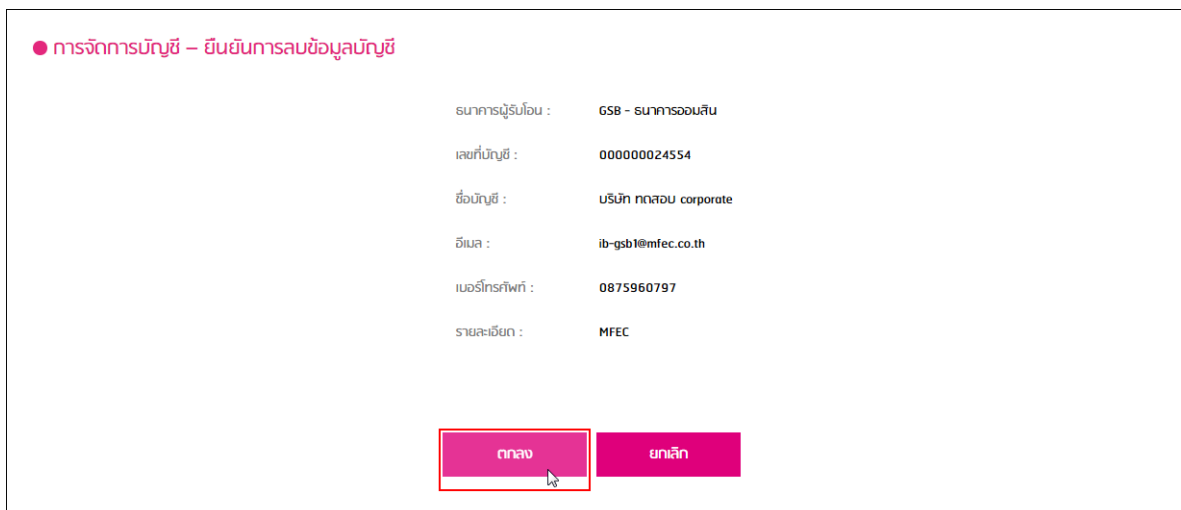 การจัดการบัญชี – ยืนยันการลบข้อมูลบัญชี
ธนาคารผู้รับโอน : GSB - ธนาคารออมสิน
เลขที่บัญชี : 000000024554
ชื่อบัญชี : บริษัท ทดสอบ corporate
อีเมล : ib-gsb1@mfec.co.th
เบอร์โทรศัพท์ : 0875960797
รายละเอียด : MFEC
ตกลง ยกเลิก